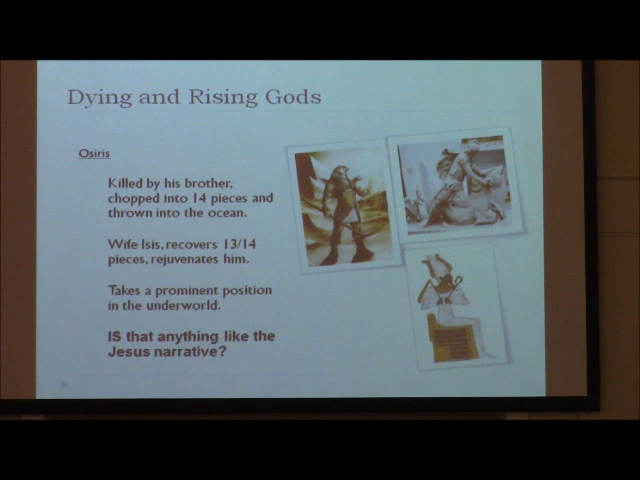 Dying and Rising Gods
Osiris
Killed by his brother,
chopped into 14 pieces and
thrown into the ocean.
Wife Isis, recovers 13/14
pieces, rejuvenates him.
Takes a prominent position
in the underworld.
IS that anything like the
Jesus narrative?